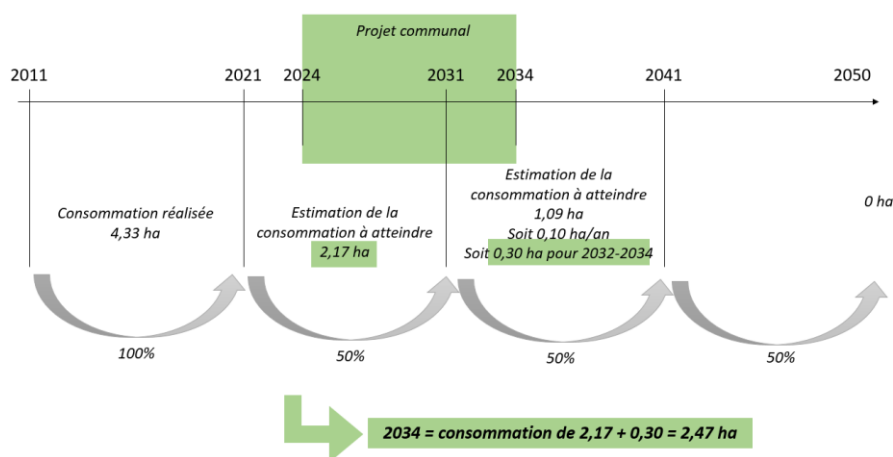 Projet communal
2011
2021
2024
2031
2034
2041
2050
Consommation réalisée
4,33 ha
Estimation de la
consommation à atteindre
2,17 ha
Estimation de la
consommation à atteindre
1,09 ha
Soit 0,10 ha/an
Soit 0,30 ha pour 2032-2034
0 ha
100%
50%
50%
50%
2034 = consommation de 2,17 + 0,30 = 2,47 ha